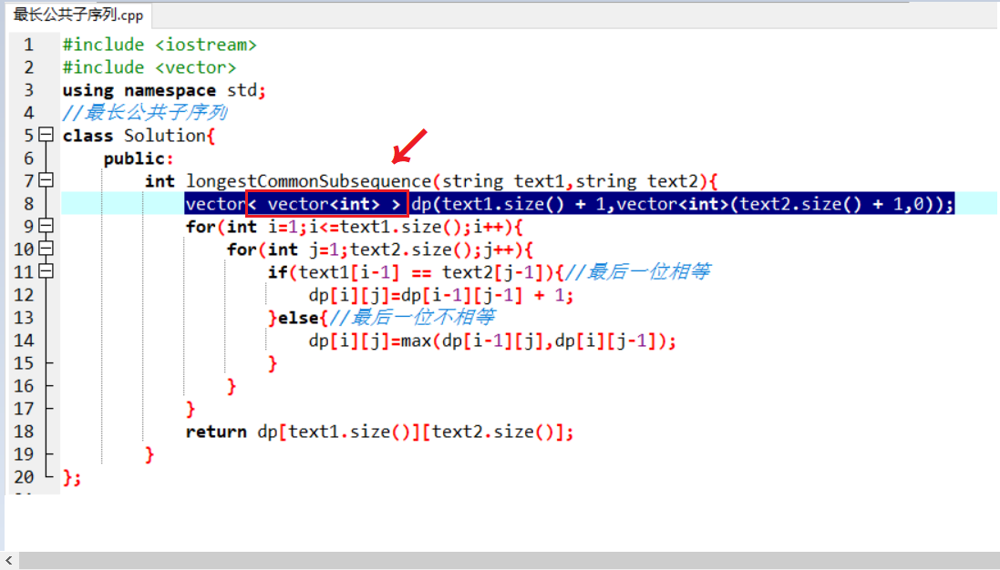 最长公共子序列.cpp
1 #include <iostream>
2 #include <vector>
3 using namespace std;
4 //最长公共子序列
5 class Solution{
6 public:
7 int longestCommonSubsequence(string text1,string text2){
8 vector< vector<int> > dp(text1.size() + 1,vector<int>(text2.size() + 1,0));
9 for(int i=1;i<=text1.size();i++){
10 for(int j=1;text2.size();j++){
11 if(text1[i-1] == text2[j-1]){//最后一位相等
12 dp[i][j]=dp[i-1][j-1] + 1;
13 }else{//最后一位不相等
14 dp[i][j]=max(dp[i-1][j],dp[i][j-1]);
15 }
16 }
17 }
18 return dp[text1.size()][text2.size()];
19 }
20 };